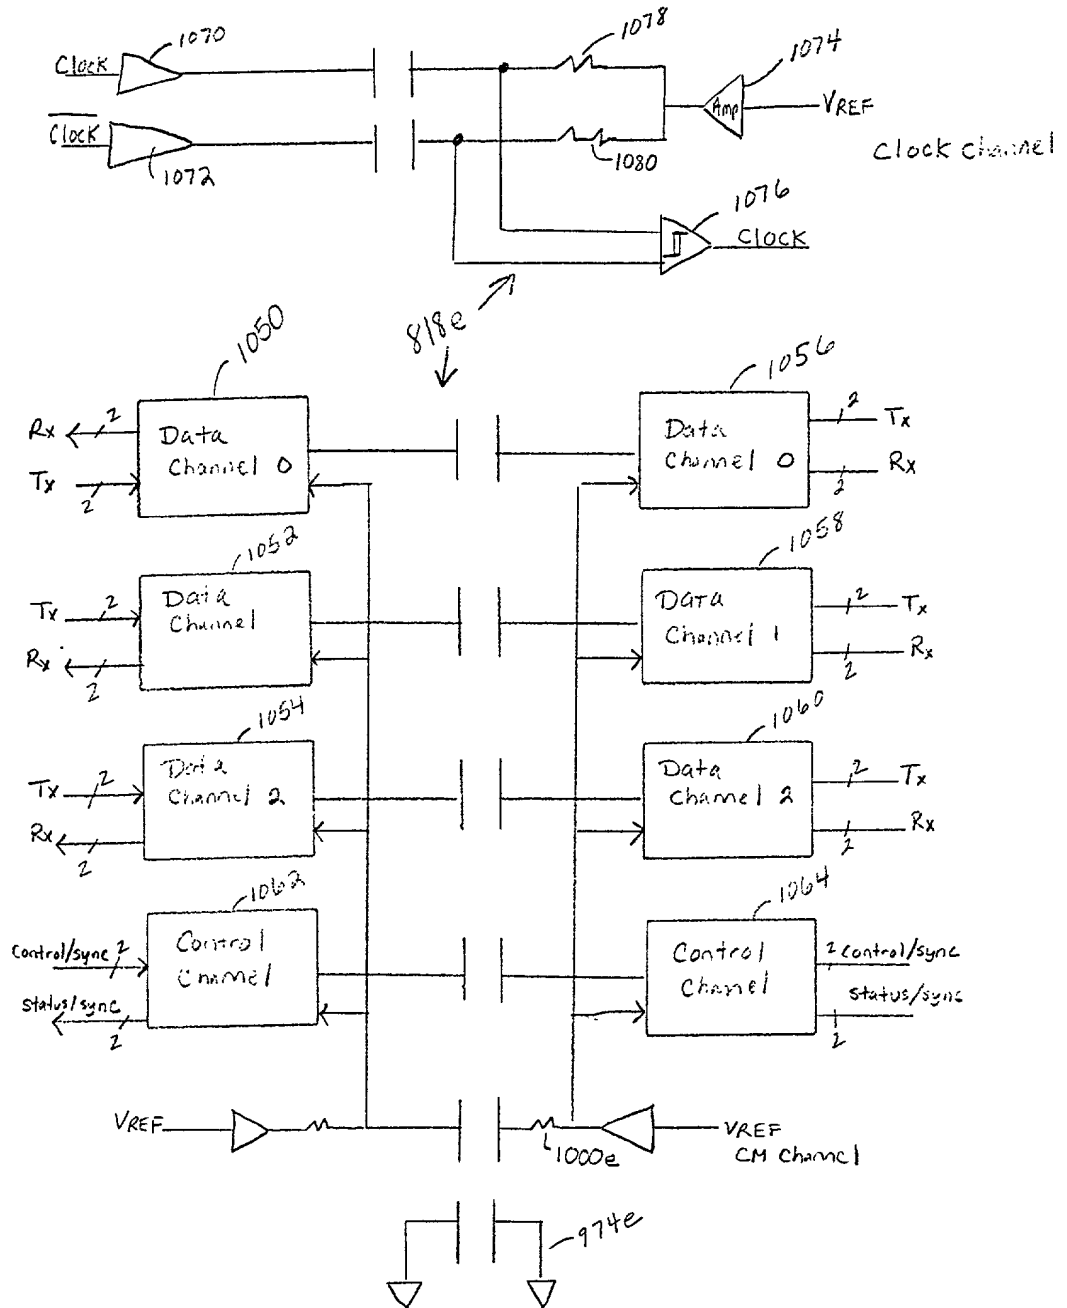 1070
1078
1074
Clock
Amp
VREF
Clock
1072
1080
Clock Channel
1076
CLOCK
818e
1050
1056
Rx
2
Data
Channel 0
Data
Channel 0
2
Tx
Tx
2
2
Rx
1052
1058
Tx
2
Data
Channel
DATA
Channel 1
2
Tx
Rx
2
2
Rx
1054
1060
Tx
2
Data
Channel 2
Data
Channel 2
2
Tx
Rx
2
2
Rx
1062
1064
Control/sync
2
Control
Channel
Control
Channel
2
Control/sync
Status/sync
2
2
Status/sync
VREF
VREF
1000e
CM Channel
974e